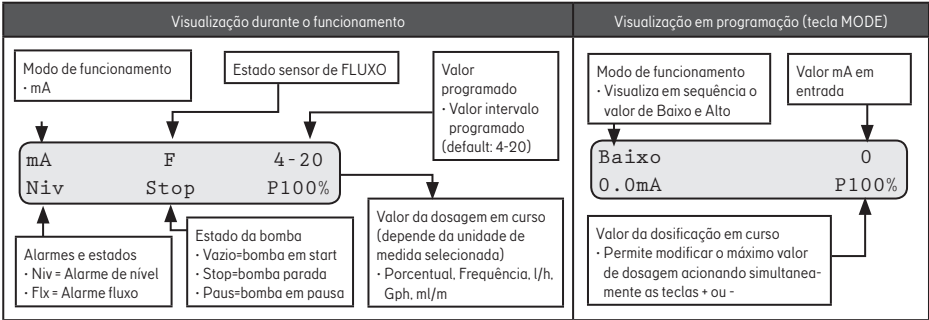 Visualização durante o funcionamento
Modo de funcionamento
· mA
Estado sensor de FLUXO
Valor
programado
· Valor intervalo
programado
(default: 4-20)
mA F 4-20
Niv Stop P100%
Alarmes e estados
· Niv = Alarme de nível
· Flx = Alarme fluxo
Estado da bomba
· Vazio=bomba em start
· Stop=bomba parada
· Paus=bomba em pausa
Valor da dosagem em curso
(depende da unidade de
medida selecionada)
· Porcentual, Frequência, l/h,
Gph, ml/m
Visualização em programação (tecla MODE)
Modo de funcionamento
· Visualiza em sequência o
valor de Baixo e Alto
Valor mA em
entrada
Baixo 0
0.0mA P100%
Valor da dosificação em curso
· Permite modificar o máximo valor
de dosagem acionando simultanea-
mente as teclas + ou -